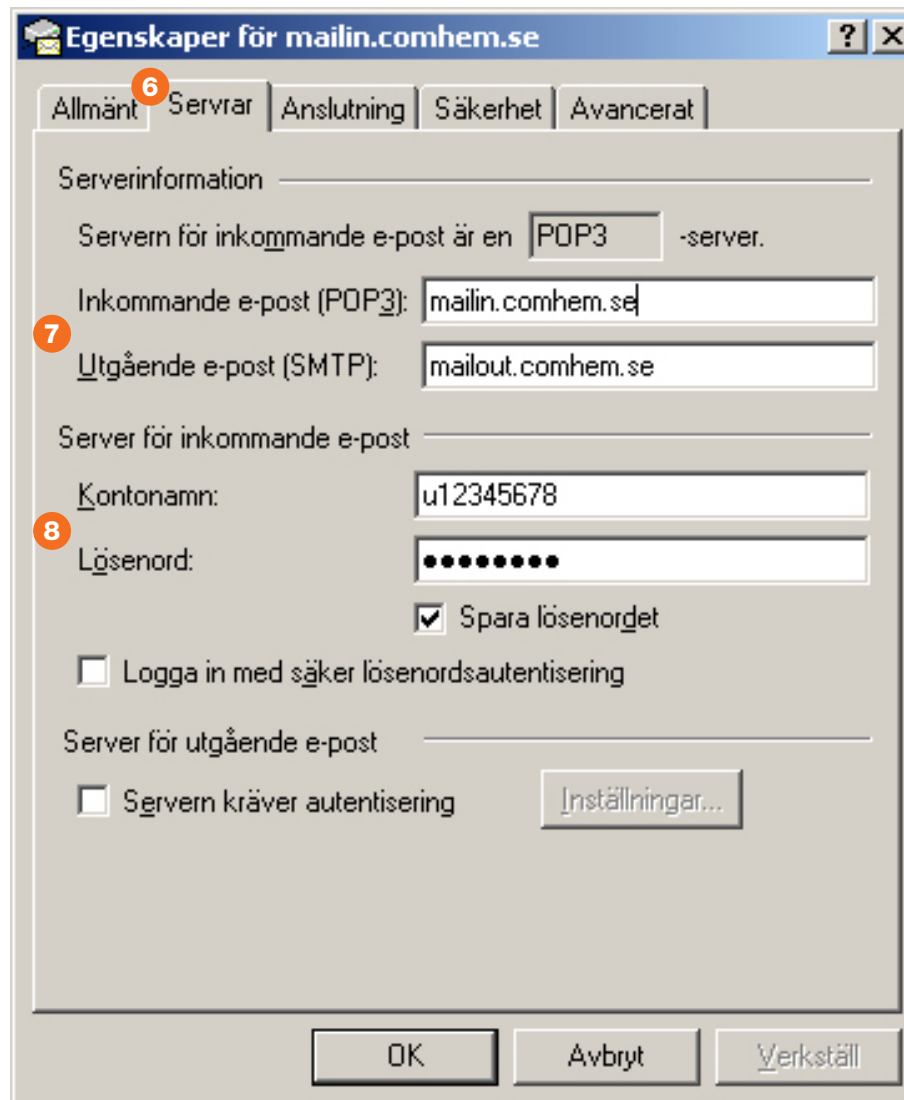 Egenskaper för mailin.comhem.se
6
Allmänt Servrar Anslutning Säkerhet Avancerat
Serverinformation
Servern för inkommande e-post är en POP3 -server.
Inkommande e-post (POP3): mailin.comhem.se
7
Utgående e-post (SMTP): mailout.comhem.se
Server för inkommande e-post
Kontonamn: u12345678
8
Lösenord: ●●●●●●●●
Spara lösenordet
Logga in med säker lösenordsautentisering
Server för utgående e-post
Servern kräver autentisering Inställningar...
OK Avbryt Verkställ